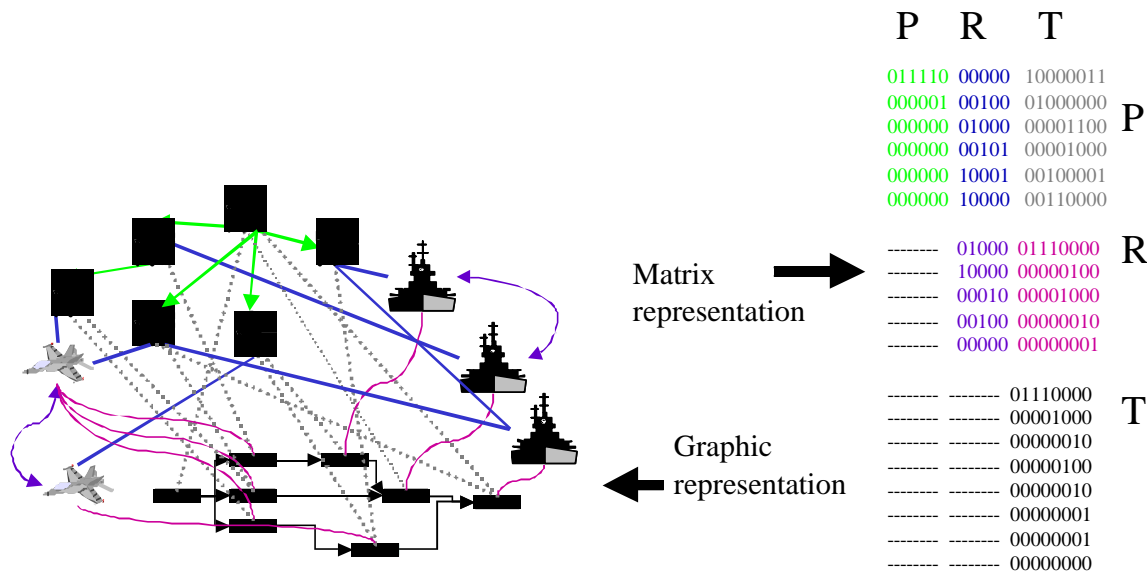 P R T
011110 00000 10000011
000001 00100 01000000
000000 01000 00001100
000000 00101 00001000
000000 10001 00100001
000000 10000 00110000
P
-------- 01000 01110000
-------- 10000 00000100
-------- 00010 00001000
-------- 00100 00000010
-------- 00000 00000001
R
-------- -------- 01110000
-------- -------- 00001000
-------- -------- 00000010
-------- -------- 00000100
-------- -------- 00000010
-------- -------- 00000001
-------- -------- 00000001
-------- -------- 00000000
T
Matrix
representation
Graphic
representation